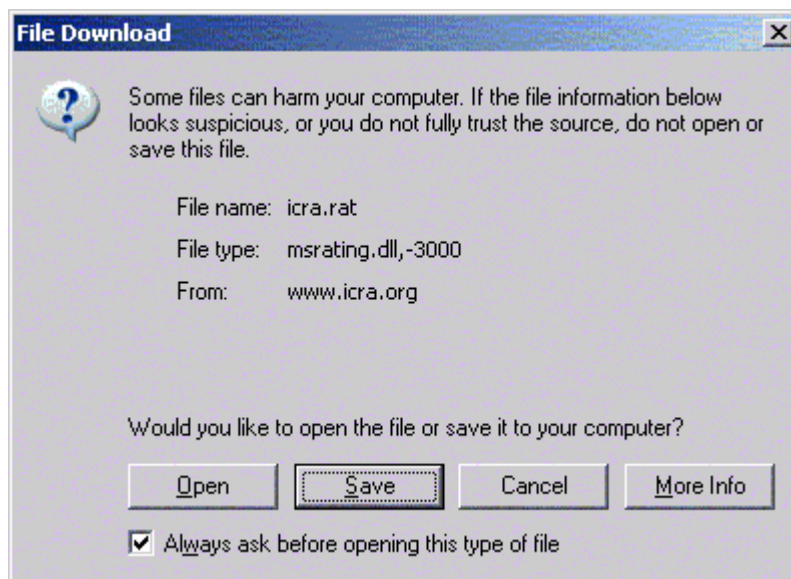 File Download
Some files can harm your computer. If the file information below
looks suspicious, or you do not fully trust the source, do not open or
save this file.
File name: icra.rat
File type: msrating.dll,-3000
From: www.icra.org
Would you like to open the file or save it to your computer?
Open Save Cancel More Info
Always ask before opening this type of file